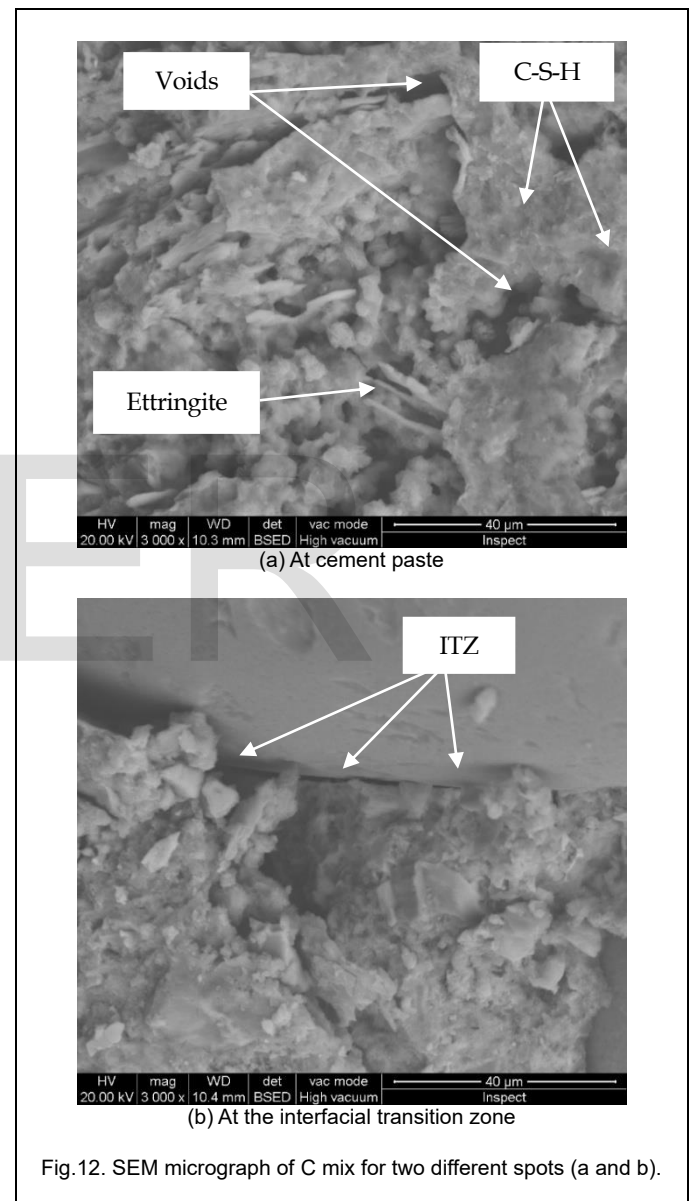 Voids
C-S-H
Ettringite
HV mag WD det vac mode 40 µm
20.00 kV 3 000 x 10.3 mm BSED High vacuum Inspect
(a) At cement paste
ER
ITZ
HV mag WD det vac mode 40 µm
20.00 kV 3 000 x 10.4 mm BSED High vacuum Inspect
(b) At the interfacial transition zone
Fig.12. SEM micrograph of C mix for two different spots (a and b).